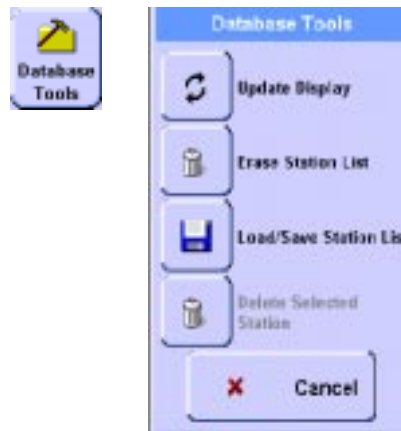 Database
Tools
Database Tools
Update Display
Erase Station List
Load/Save Station Lis
Delete Selected
Station
Cancel